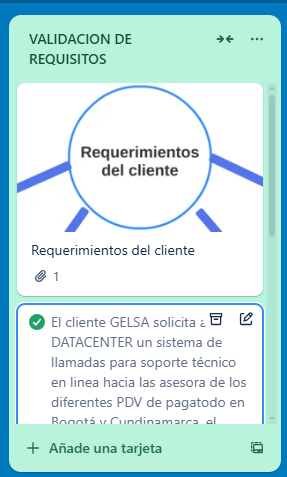 VALIDACION DE
REQUISITOS
Requerimientos
del cliente
Requerimientos del cliente
1
El cliente GELSA solicita
DATACENTER un sistema de
llamadas para soporte técnico
en linea hacia las asesora de los
diferentes PDV de pagatodo en
Bogotá y Cundinamarca, el
Añade una tarjeta